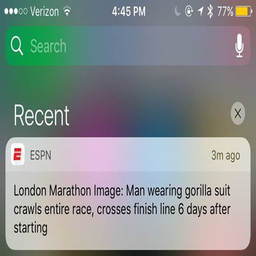 Verizon 4:45 PM 77%
Search
Recent
ESPN 3m ago
London Marathon Image: Man wearing gorilla suit
crawls entire race, crosses finish line 6 days after
starting